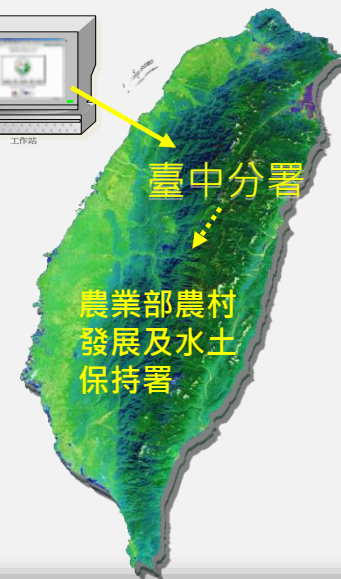 工作站
臺中分署
農業部農村
發展及水土
保持署